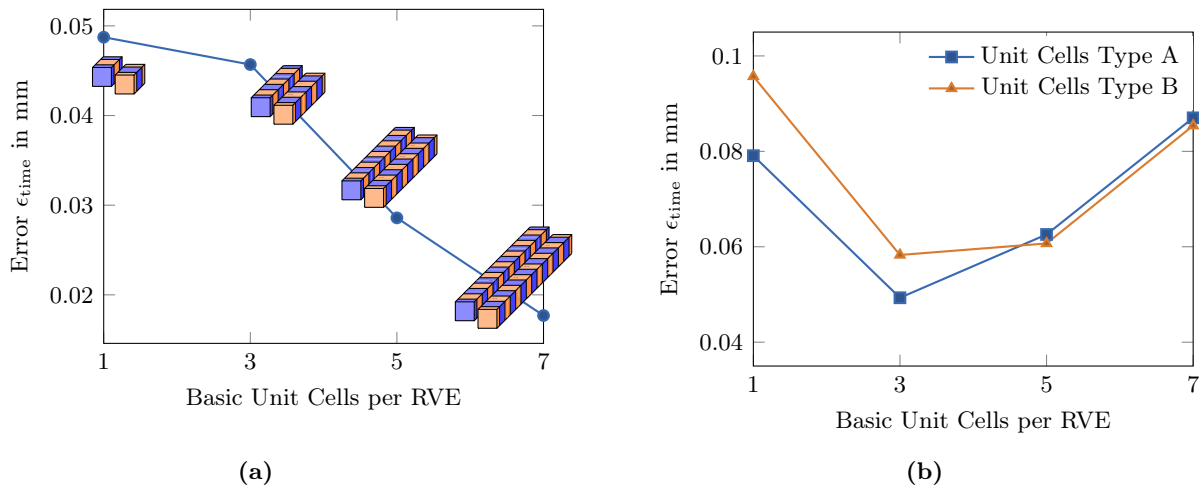 0.05
0.04
0.03
0.02
Error ϵtime in mm
1 3 5 7
Basic Unit Cells per RVE
(a)
0.1
0.08
0.06
0.04
Error ϵtime in mm
Unit Cells Type A
Unit Cells Type B
1 3 5 7
Basic Unit Cells per RVE
(b)